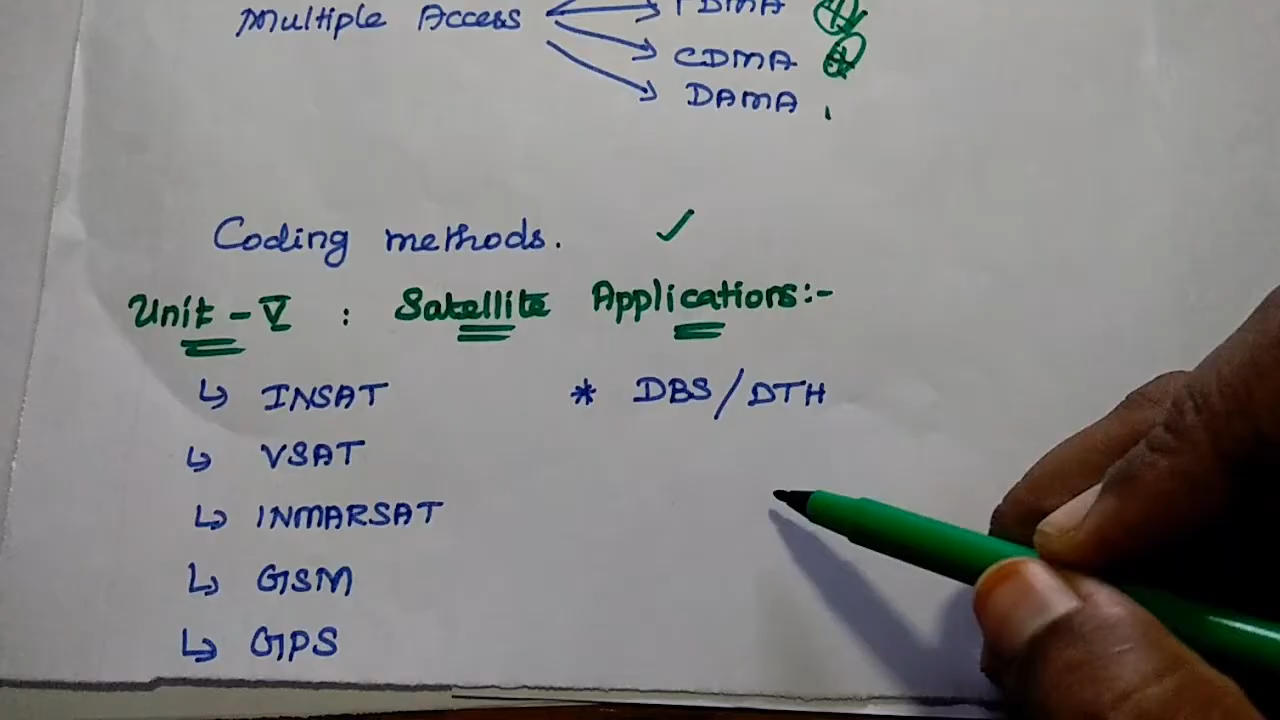 Multiple Access
CDMA
DAMA
Coding methods.
Unit - V : Satellite Applications:-
INSAT * DBS/DTH
VSAT
INMARSAT
GSM
GPS